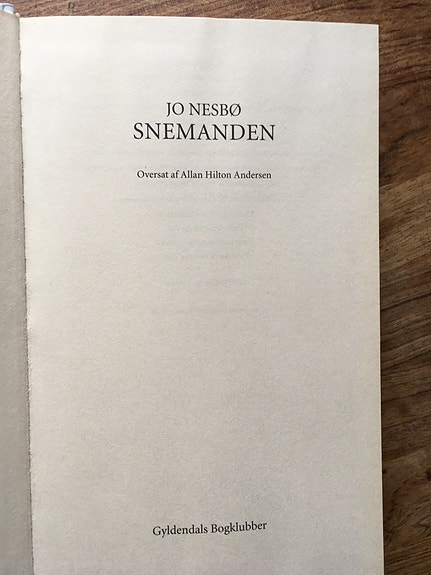 JO NESBØ
SNEMANDEN
Oversat af Allan Hilton Andersen
Gyldendals Bogklubber